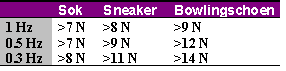 Sok Sneaker Bowlingschoen
1 Hz >7 N >8 N >9 N
0.5 Hz >7 N >9 N >12 N
0.3 Hz >8 N >11 N >14 N